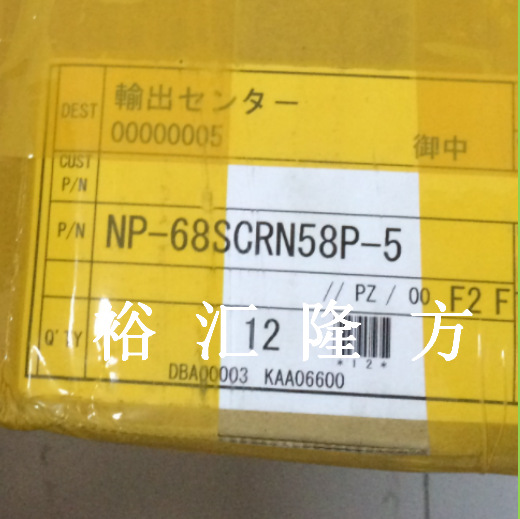 DEST 輸出センター
00000005 御中
CUST
P/N
P/N NP-68SCRN58P-5
// PZ / 00 F2
Q'TY 12
*12*
DBA00003 KAA06600
裕汇隆方